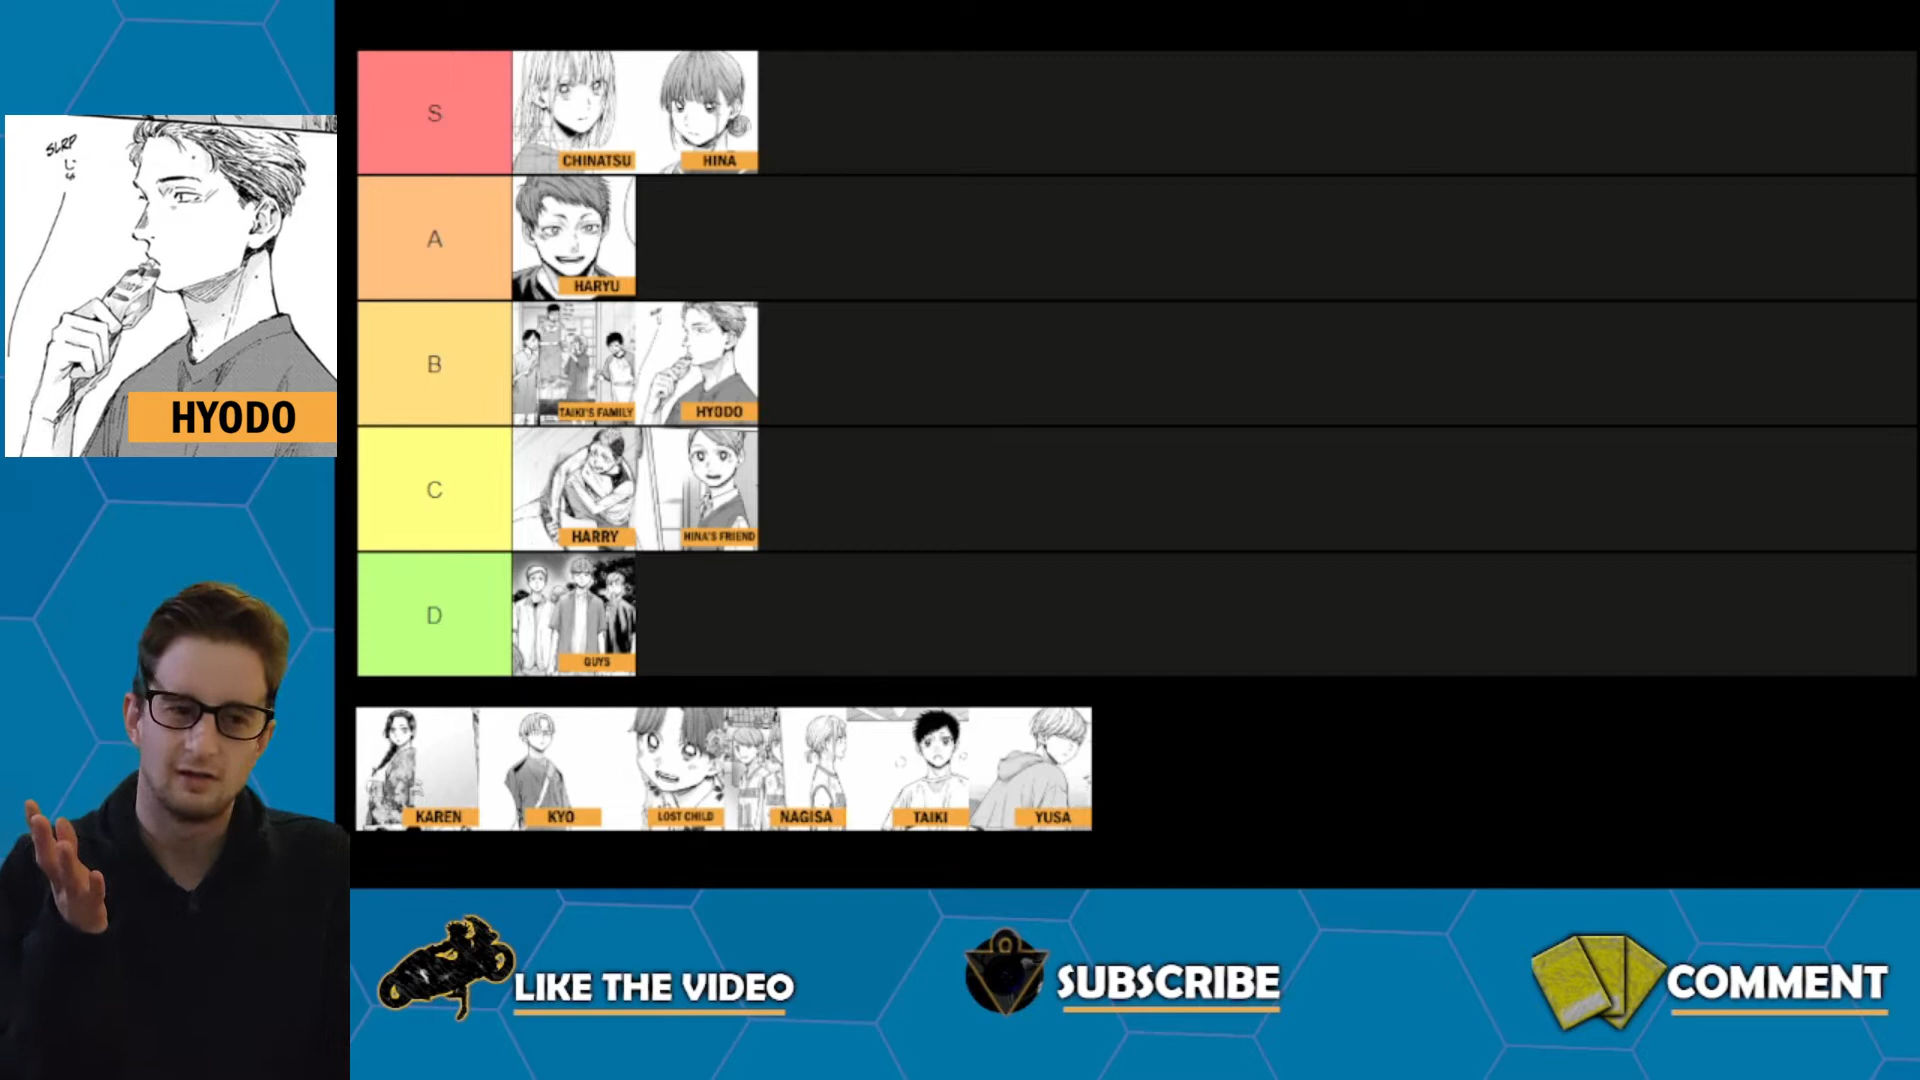 SLRP
HYODO
S
CHINATSU
HINA
A
HARYU
B
TAIKI'S FAMILY
HYODO
C
HARRY
HINA'S FRIEND
D
GUYS
KAREN
KYO
LOST CHILD
NAGISA
TAIKI
YUSA
LIKE THE VIDEO
SUBSCRIBE
COMMENT